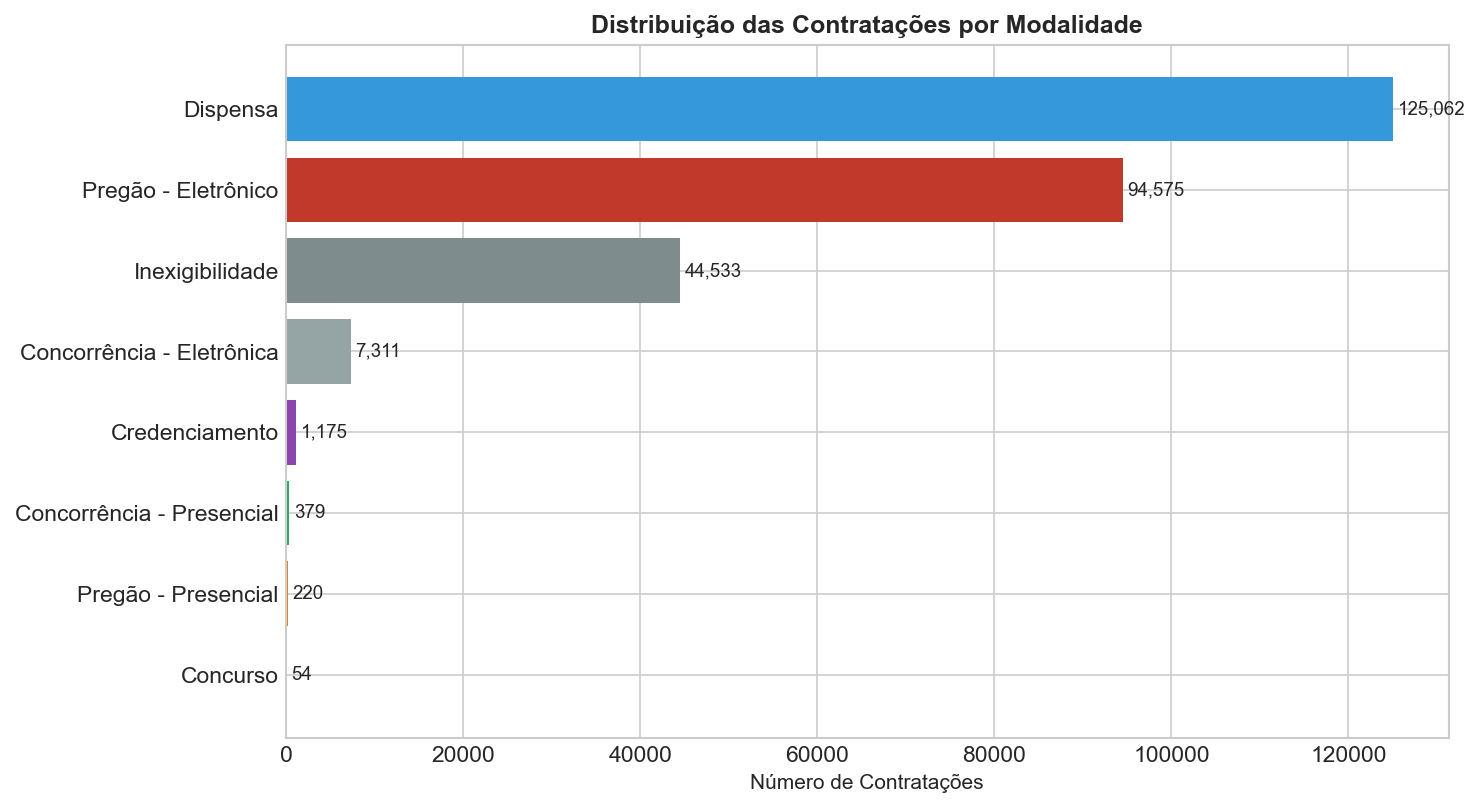 Distribuição das Contratações por Modalidade
Dispensa 125,062
Pregão - Eletrônico 94,575
Inexigibilidade 44,533
Concorrência - Eletrônica 7,311
Credenciamento 1,175
Concorrência - Presencial 379
Pregão - Presencial 220
Concurso 54
0 20000 40000 60000 80000 100000 120000
Número de Contratações